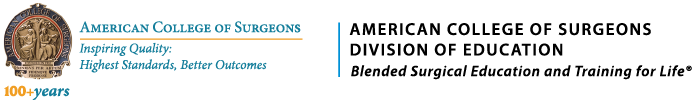 AMERICAN COLLEGE OF SURGEONS
Inspiring Quality:
Highest Standards, Better Outcomes
100+years
AMERICAN COLLEGE OF SURGEONS
DIVISION OF EDUCATION
Blended Surgical Education and Training for Life®